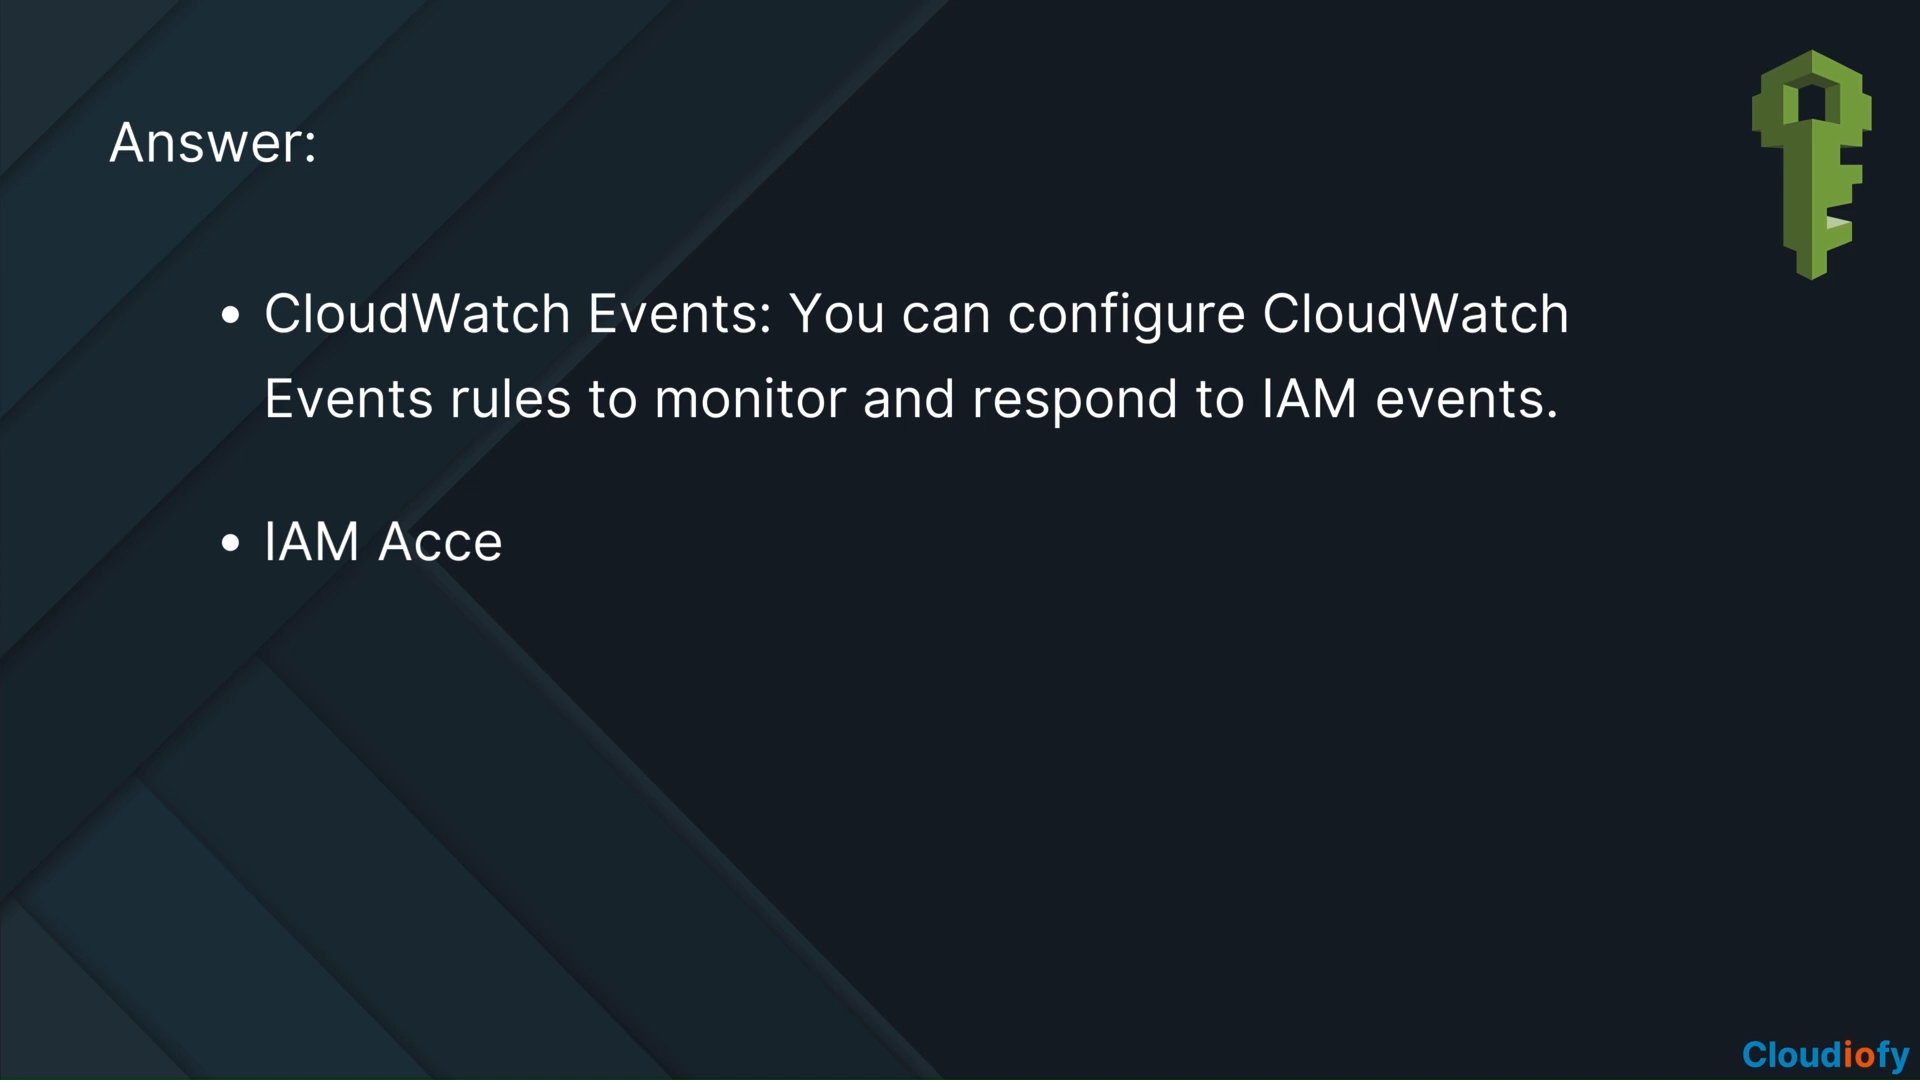 Answer:
• CloudWatch Events: You can configure CloudWatch
Events rules to monitor and respond to IAM events.
• IAM Acce
Cloudiofy